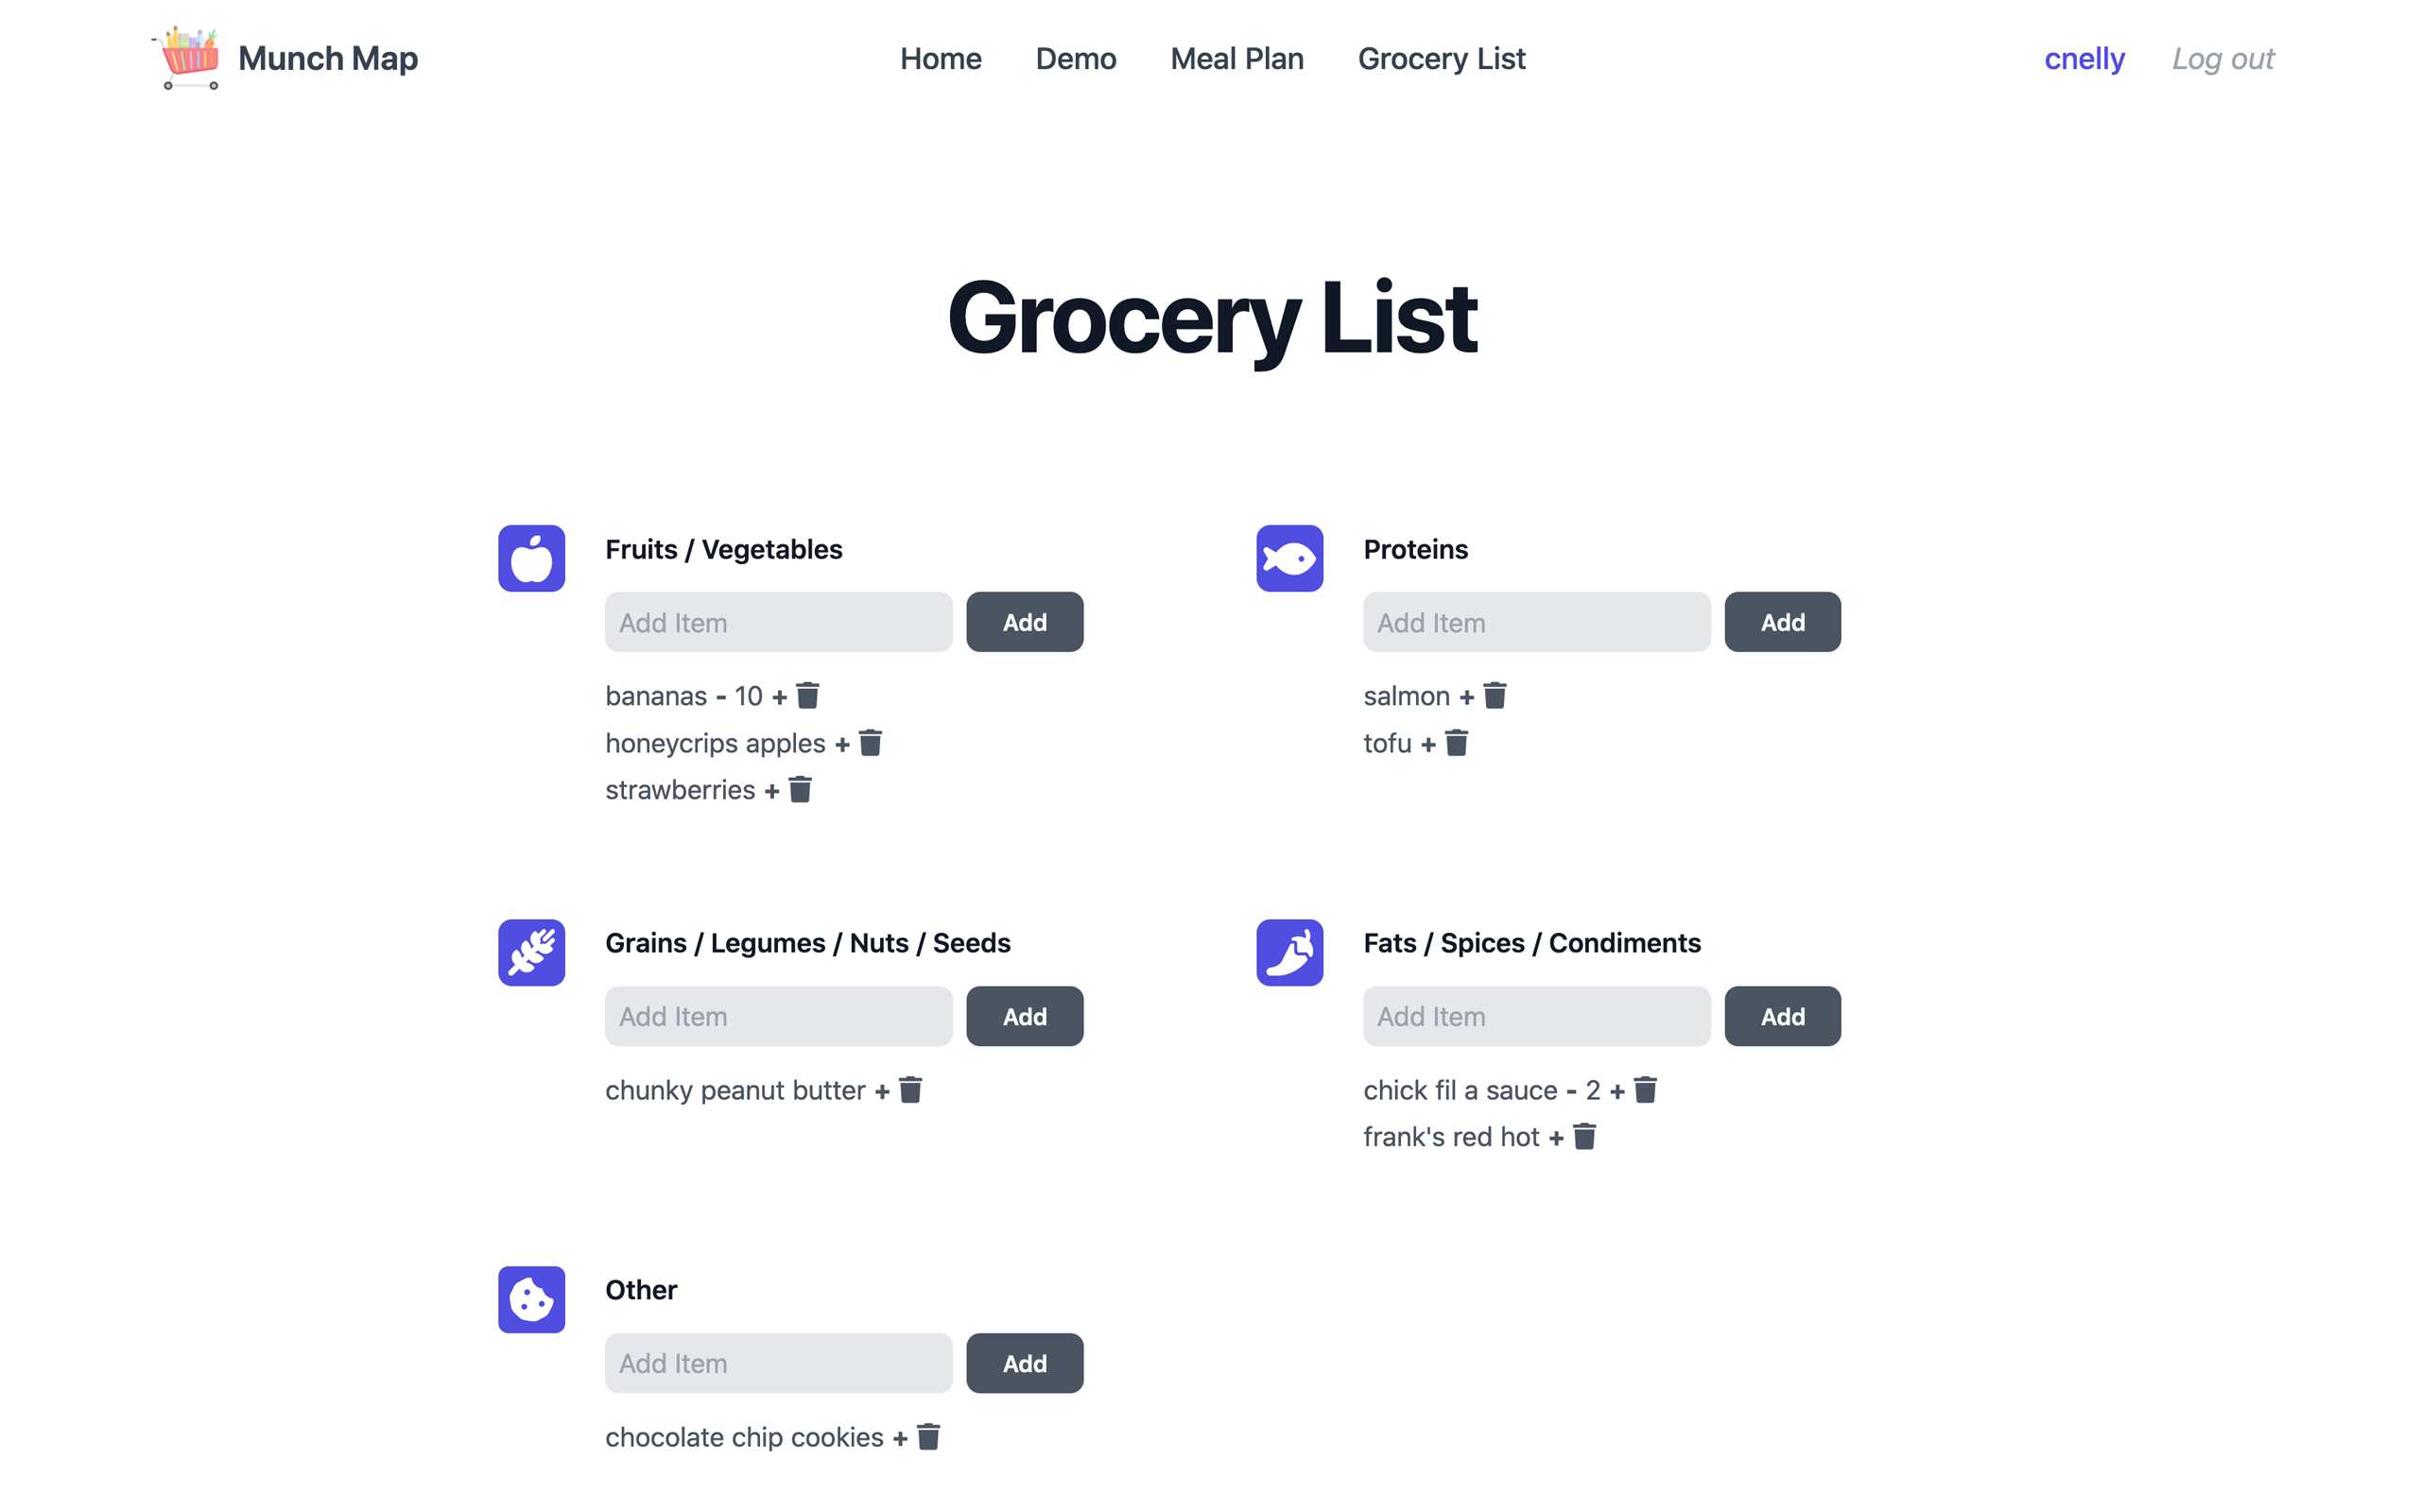 Munch Map
Home Demo Meal Plan Grocery List
cnelly Log out
Grocery List
Fruits / Vegetables
Add Item Add
bananas - 10 +
honeycrips apples +
strawberries +
Proteins
Add Item Add
salmon +
tofu +
Grains / Legumes / Nuts / Seeds
Add Item Add
chunky peanut butter +
Fats / Spices / Condiments
Add Item Add
chick fil a sauce - 2 +
frank's red hot +
Other
Add Item Add
chocolate chip cookies +